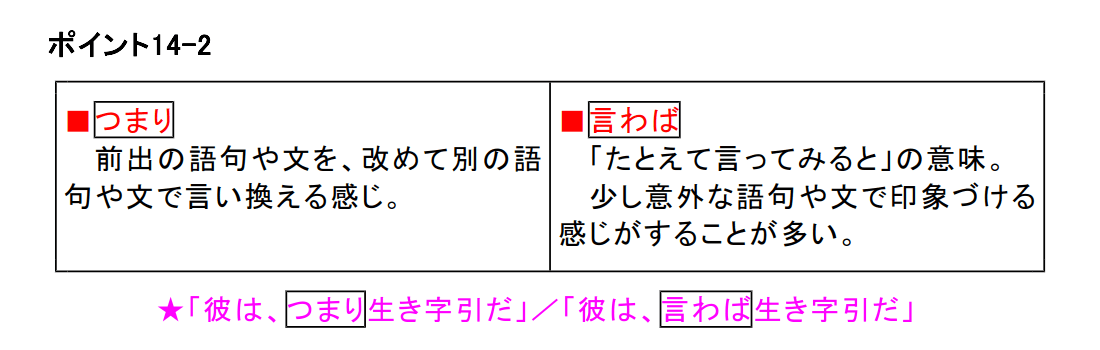 ポイント14-2
■つまり
　前出の語句や文を、改めて別の語
句や文で言い換える感じ。
■言わば
　「たとえて言ってみると」の意味。
　少し意外な語句や文で印象づける
感じがすることが多い。
★「彼は、つまり生き字引だ」／「彼は、言わば生き字引だ」